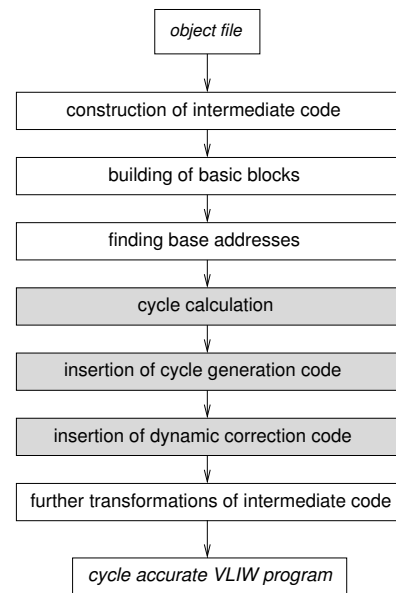 object file
construction of intermediate code
building of basic blocks
finding base addresses
cycle calculation
insertion of cycle generation code
insertion of dynamic correction code
further transformations of intermediate code
cycle accurate VLIW program